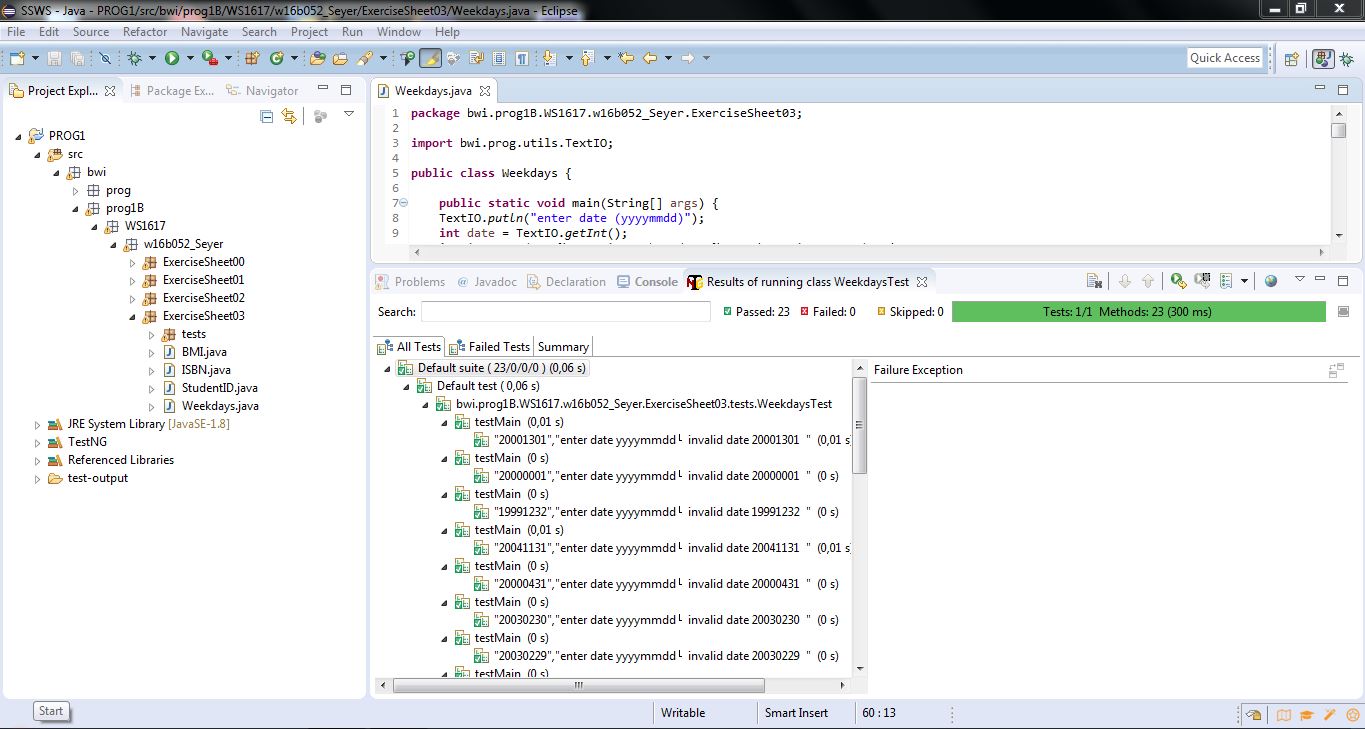 SSWS - Java - PROG1/src/bwi/prog1B/WS1617/w16b052_Seyer/ExerciseSheet03/Weekdays.java - Eclipse
File Edit Source Refactor Navigate Search Project Run Window Help
Quick Access
Project Expl... Package Ex... Navigator
PROG1
src
bwi
prog
prog1B
WS1617
w16b052_Seyer
ExerciseSheet00
ExerciseSheet01
ExerciseSheet02
ExerciseSheet03
tests
BMI.java
ISBN.java
StudentID.java
Weekdays.java
JRE System Library [JavaSE-1.8]
TestNG
Referenced Libraries
test-output
Weekdays.java
1 package bwi.prog1B.WS1617.w16b052_Seyer.ExerciseSheet03;
2
3 import bwi.prog.utils.TextIO;
4
5 public class Weekdays {
6
7 public static void main(String[] args) {
8 TextIO.putln("enter date (yyyymmdd)");
9 int date = TextIO.getInt();
Problems @ Javadoc Declaration Console Results of running class WeekdaysTest
Search: Passed: 23 Failed: 0 Skipped: 0 Tests: 1/1 Methods: 23 (300 ms)
All Tests Failed Tests Summary
Default suite ( 23/0/0/0 ) (0,06 s)
Default test ( 0,06 s)
bwi.prog1B.WS1617.w16b052_Seyer.ExerciseSheet03.tests.WeekdaysTest
testMain (0,01 s)
"20001301","enter date yyyymmdd└ invalid date 20001301 " (0,01 s
testMain (0 s)
"20000001","enter date yyyymmdd└ invalid date 20000001 " (0 s)
testMain (0 s)
"19991232","enter date yyyymmdd└ invalid date 19991232 " (0 s)
testMain (0,01 s)
"20041131","enter date yyyymmdd└ invalid date 20041131 " (0,01 s
testMain (0 s)
"20000431","enter date yyyymmdd└ invalid date 20000431 " (0 s)
testMain (0 s)
"20030230","enter date yyyymmdd└ invalid date 20030230 " (0 s)
testMain (0 s)
"20030229","enter date yyyymmdd└ invalid date 20030229 " (0 s)
testMain (0 s)
Failure Exception
Start
Writable Smart Insert 60 : 13